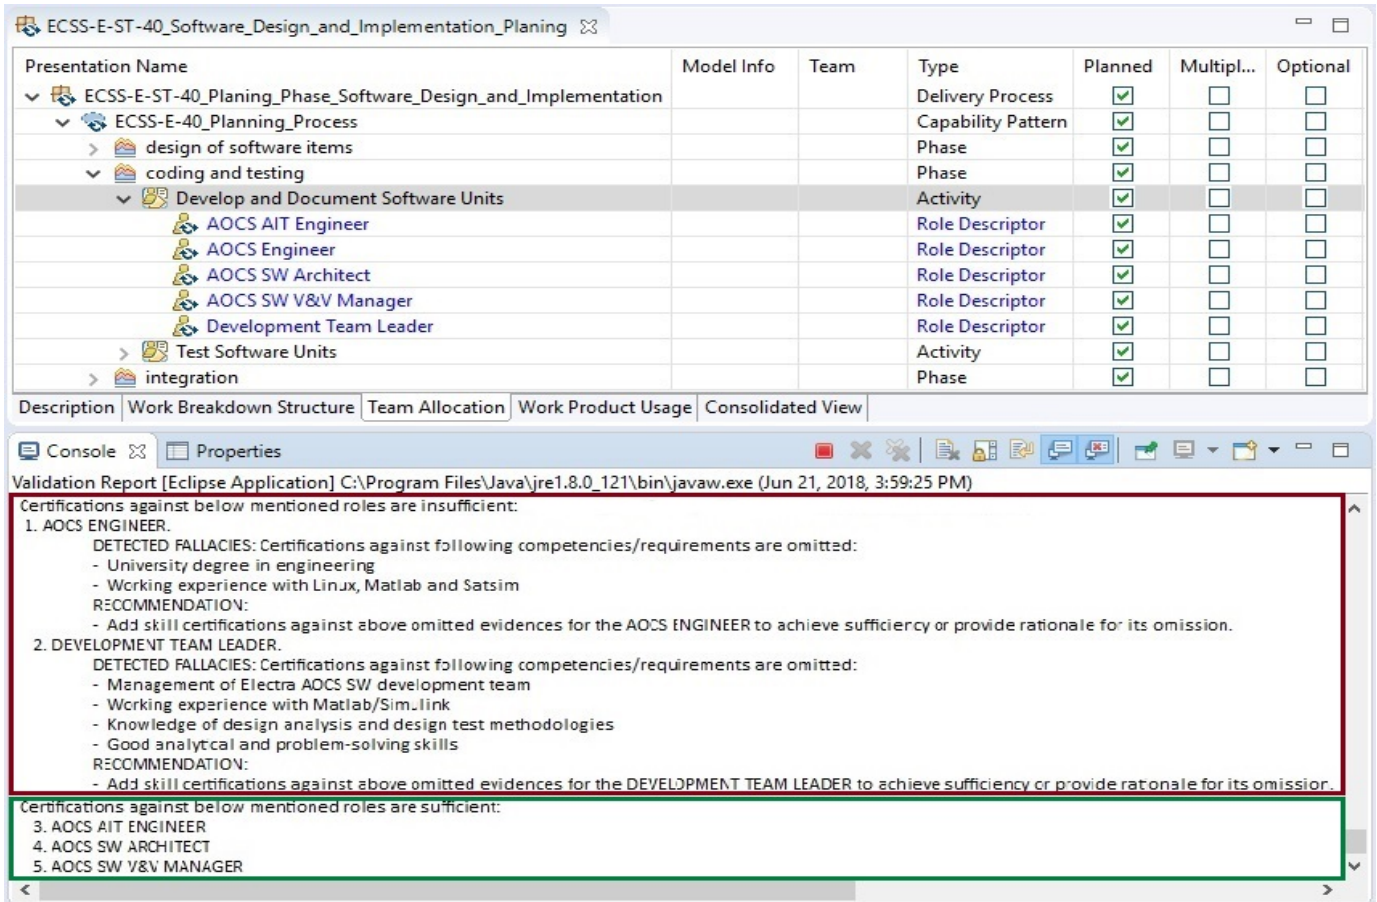 ECSS-E-ST-40_Software_Design_and_Implementation_Planing
Presentation Name Model Info Team Type Planned Multipl... Optional
ECSS-E-ST-40_Planing_Phase_Software_Design_and_Implementation Delivery Process
ECSS-E-40_Planning_Process Capability Pattern
design of software items Phase
coding and testing Phase
Develop and Document Software Units Activity
AOCS AIT Engineer Role Descriptor
AOCS Engineer Role Descriptor
AOCS SW Architect Role Descriptor
AOCS SW V&V Manager Role Descriptor
Development Team Leader Role Descriptor
Test Software Units Activity
integration Phase
Description Work Breakdown Structure Team Allocation Work Product Usage Consolidated View
Console Properties
Validation Report [Eclipse Application] C:\Program Files\Java\jre1.8.0_121\bin\javaw.exe (Jun 21, 2018, 3:59:25 PM)
Certifications against below mentioned roles are insufficient:
1. AOCS ENGINEER.
DETECTED FALLACIES: Certifications against following competencies/requirements are omitted:
- University degree in engineering
- Working experience with Linux, Matlab and Satsim
RECOMMENDATION:
- Add skill certifications against above omitted evidences for the AOCS ENGINEER to achieve sufficiency or provide rationale for its omission.
2. DEVELOPMENT TEAM LEADER.
DETECTED FALLACIES: Certifications against following competencies/requirements are omitted:
- Management of Electra AOCS SW development team
- Working experience with Matlab/Simulink
- Knowledge of design analysis and design test methodologies
- Good analytical and problem-solving skills
RECOMMENDATION:
- Add skill certifications against above omitted evidences for the DEVELOPMENT TEAM LEADER to achieve sufficiency or provide rationale for its omission.
Certifications against below mentioned roles are sufficient:
3. AOCS AIT ENGINEER
4. AOCS SW ARCHITECT
5. AOCS SW V&V MANAGER